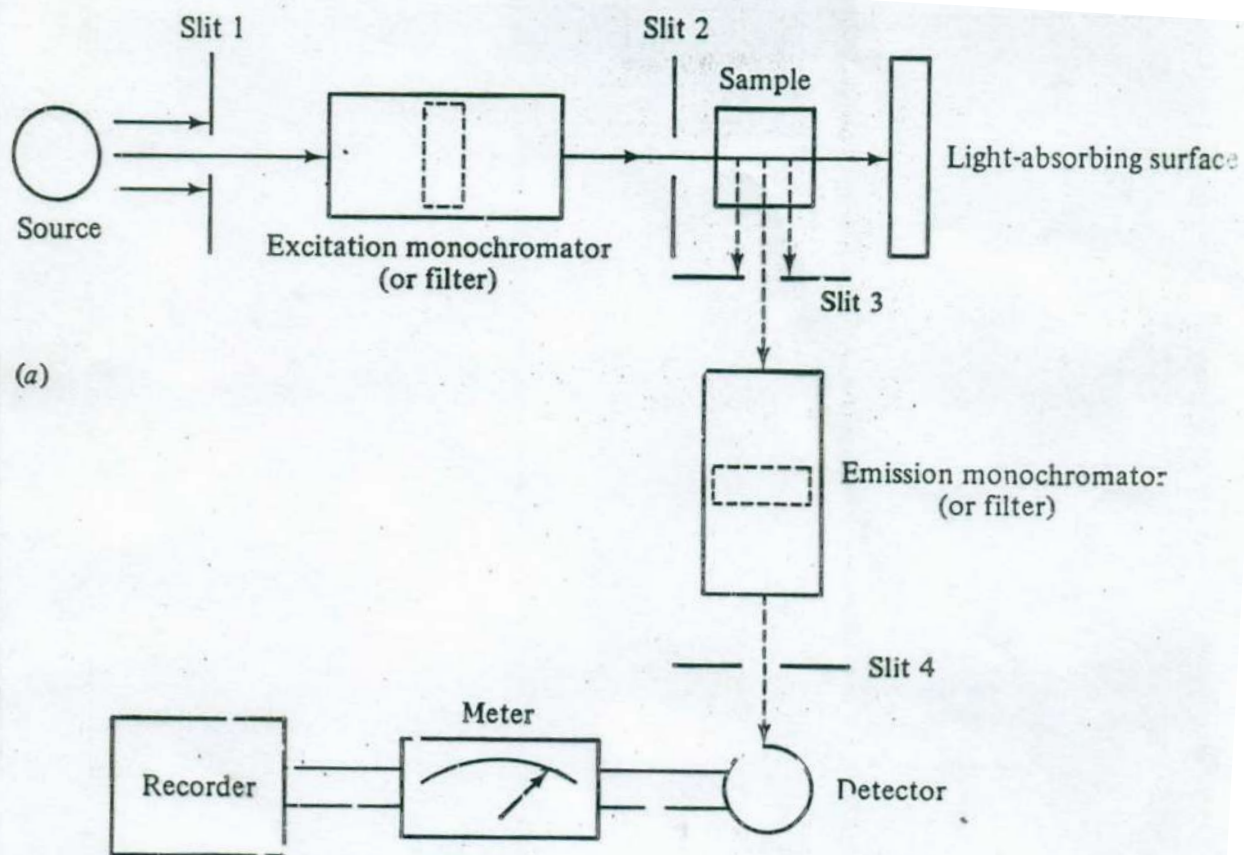 Slit 1
Slit 2
Sample
Light-absorbing surface
Source
Excitation monochromator
(or filter)
Slit 3
(a)
Emission monochromator
(or filter)
Slit 4
Meter
Recorder
Detector